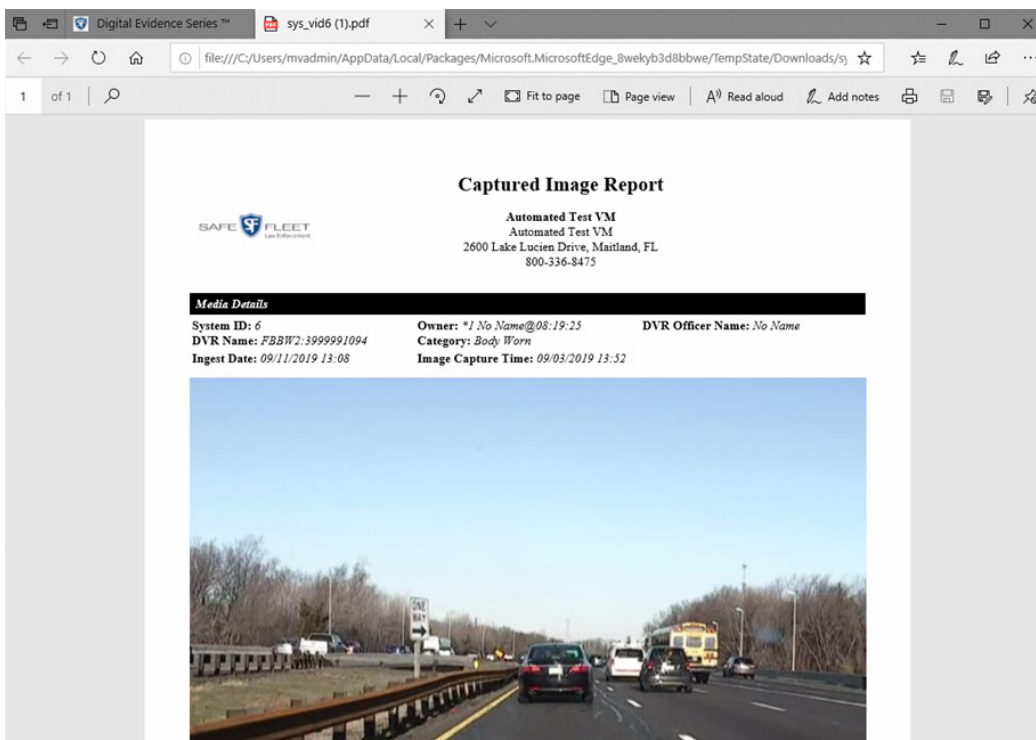 Digital Evidence Series ™
sys_vid6 (1).pdf
file:///C:/Users/mvadmin/AppData/Local/Packages/Microsoft.MicrosoftEdge_8wekyb3d8bbwe/TempState/Downloads/sy
1 of 1
Fit to page
Page view
Read aloud
Add notes
Captured Image Report
SAFE SF FLEET
Law Enforcement
Automated Test VM
Automated Test VM
2600 Lake Lucien Drive, Maitland, FL
800-336-8475
Media Details
System ID: 6 Owner: *1 No Name@08:19:25 DVR Officer Name: No Name
DVR Name: FBBW2:3999991094 Category: Body Worn
Ingest Date: 09/11/2019 13:08 Image Capture Time: 09/03/2019 13:52
ONE
WAY